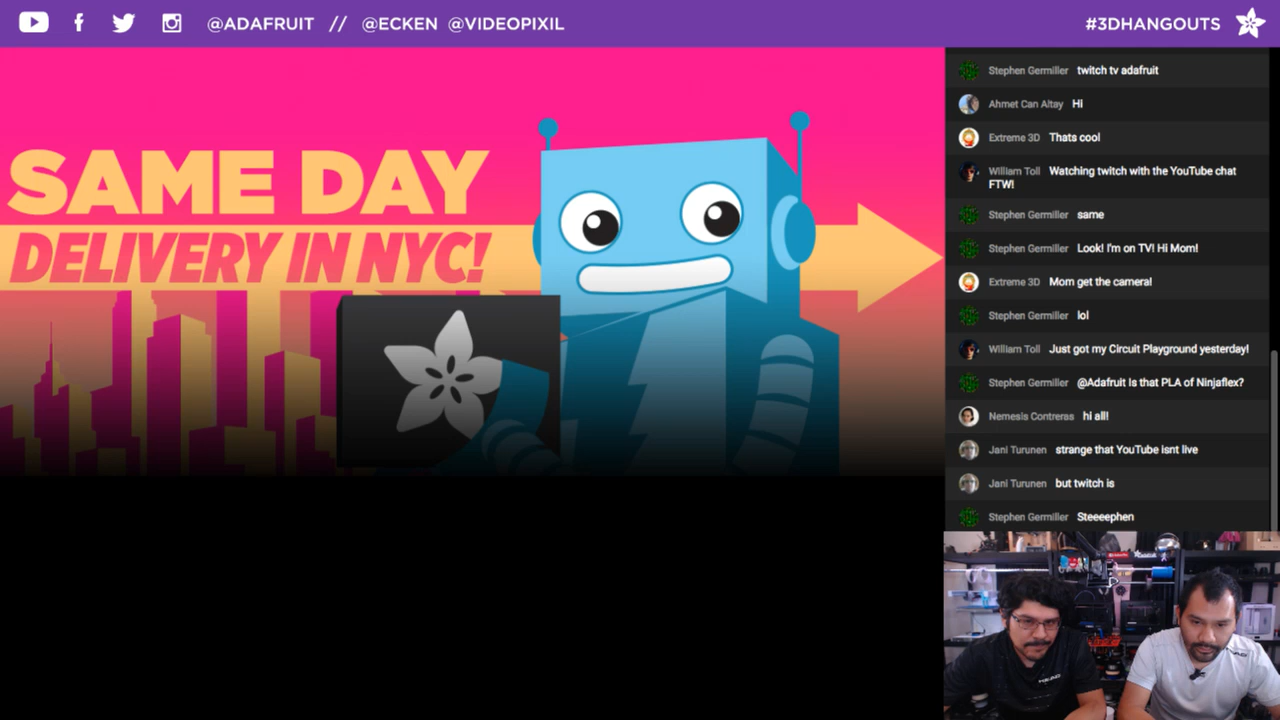 @ADAFRUIT // @ECKEN @VIDEOPIXIL
#3DHANGOUTS
SAME DAY
DELIVERY IN NYC!
Stephen Germiller twitch tv adafruit
Ahmet Can Altay Hi
Extreme 3D Thats cool
William Toll Watching twitch with the YouTube chat
FTW!
Stephen Germiller same
Stephen Germiller Look! I'm on TV! Hi Mom!
Extreme 3D Mom get the camera!
Stephen Germiller lol
William Toll Just got my Circuit Playground yesterday!
Stephen Germiller @Adafruit Is that PLA of Ninjaflex?
Nemesis Contreras hi all!
Jani Turunen strange that YouTube isnt live
Jani Turunen but twitch is
Stephen Germiller Steeeephen